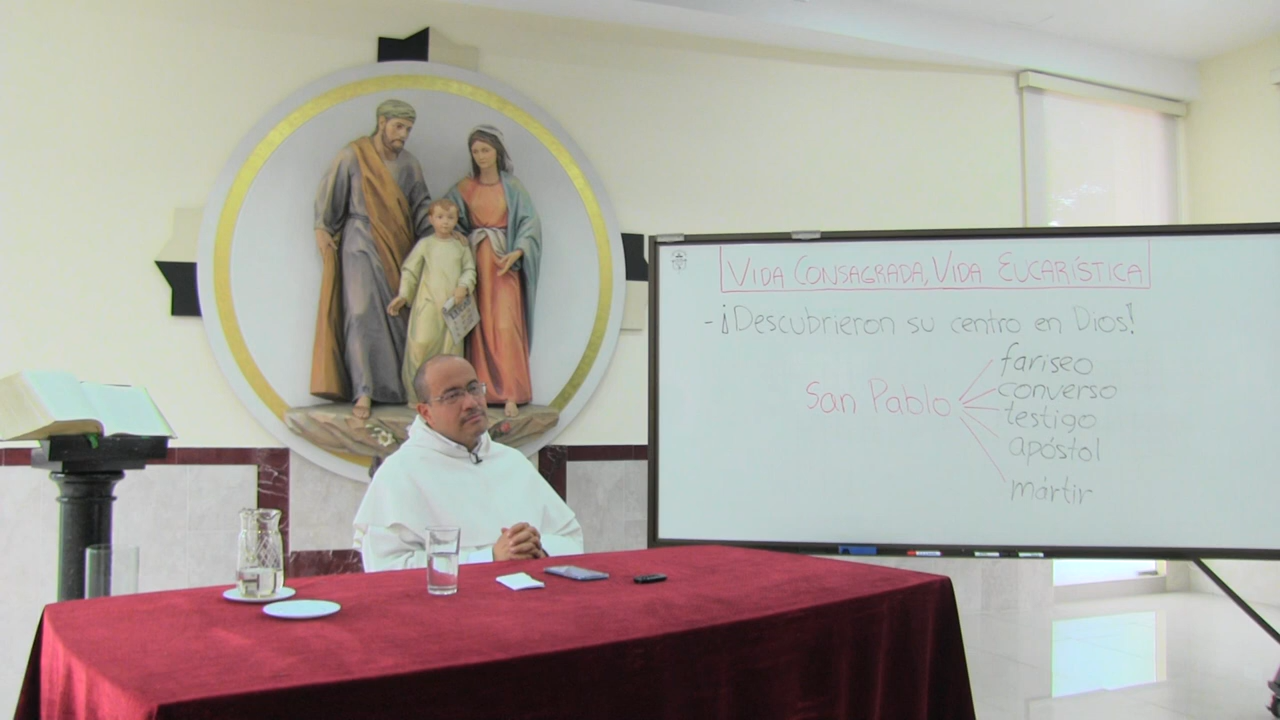 VIDA CONSAGRADA, VIDA EUCARÍSTICA
- ¡Descubrieron su centro en Dios!
San Pablo
fariseo
converso
testigo
apóstol
mártir